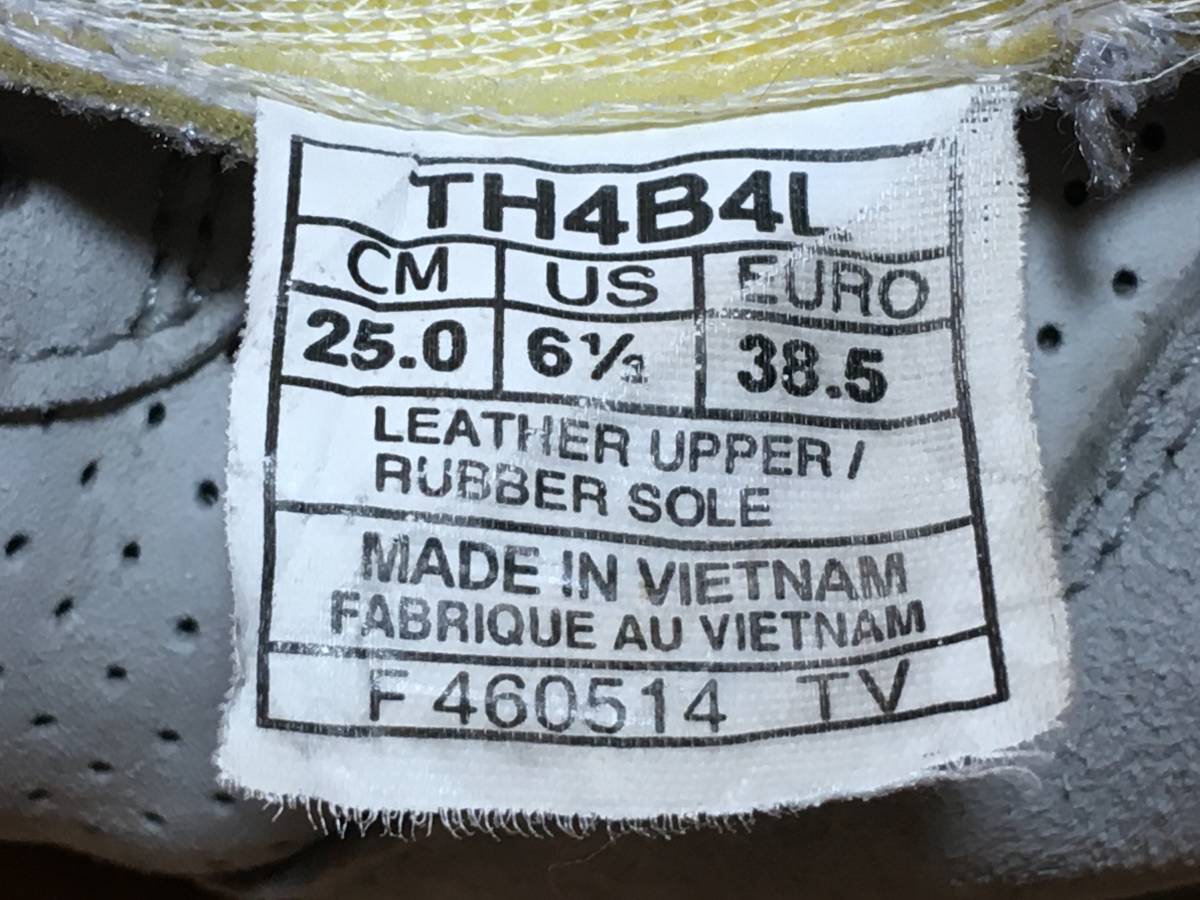 TH4B4L
CM US EURO
25.0 6½ 38.5
LEATHER UPPER /
RUBBER SOLE
MADE IN VIETNAM
FABRIQUE AU VIETNAM
F 460514 TV